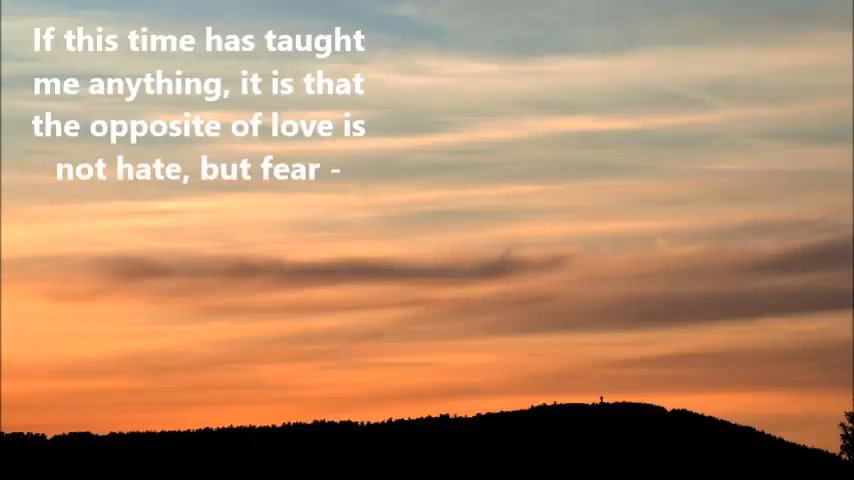 If this time has taught
me anything, it is that
the opposite of love is
not hate, but fear -